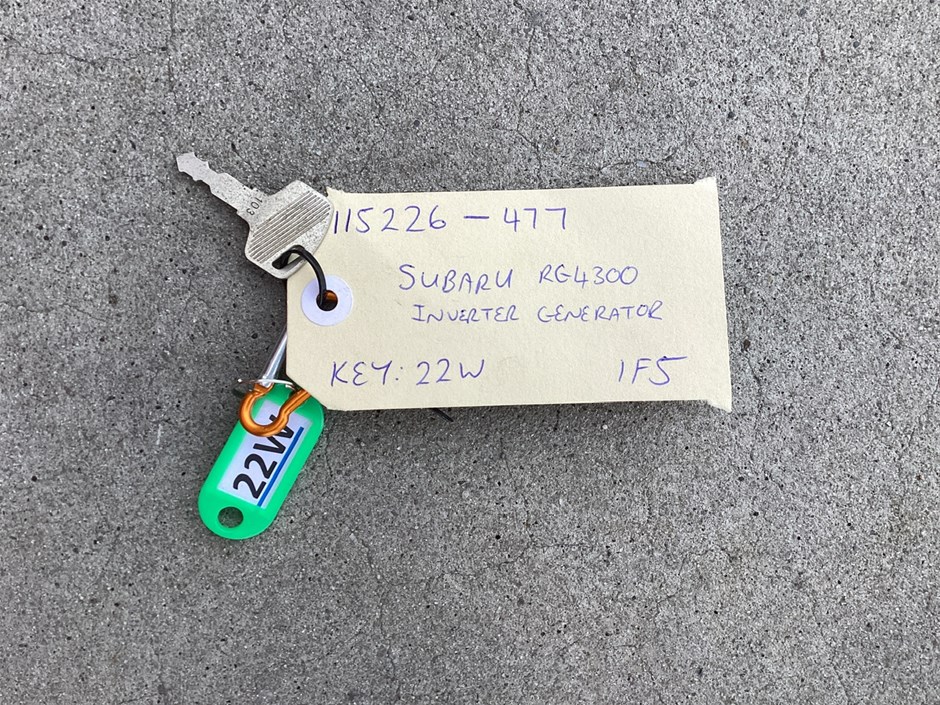 115226 - 477
SUBARU RG4300
INVERTER GENERATOR
KEY: 22W 1F5
22W